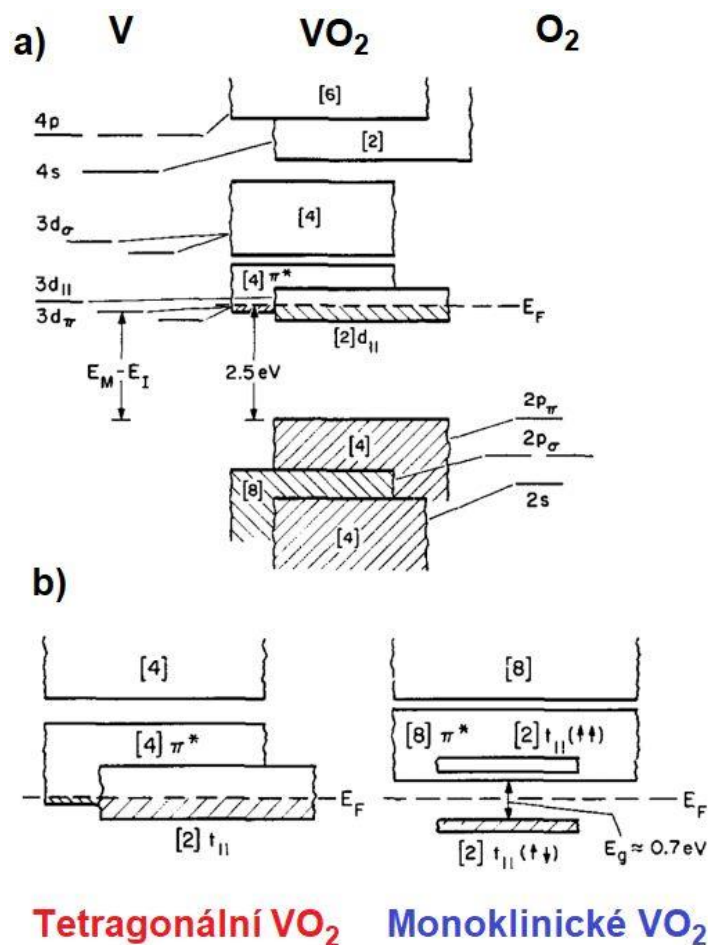 V VO₂ O₂
a)
[6]
4p
[2]
4s
[4]
3dσ
[4] π*
3d||
E_F
3dπ
[2]d||
E_M – E_I
2.5 eV
2pπ
[4]
2pσ
[8]
2s
[4]
b)
[4] [8]
[4] π* [8] π* [2] t||(↑↑)
E_F E_F
[2] t|| [2] t||(↑↓) E_g ≈ 0.7 eV
Tetragonální VO₂ Monoklinické VO₂